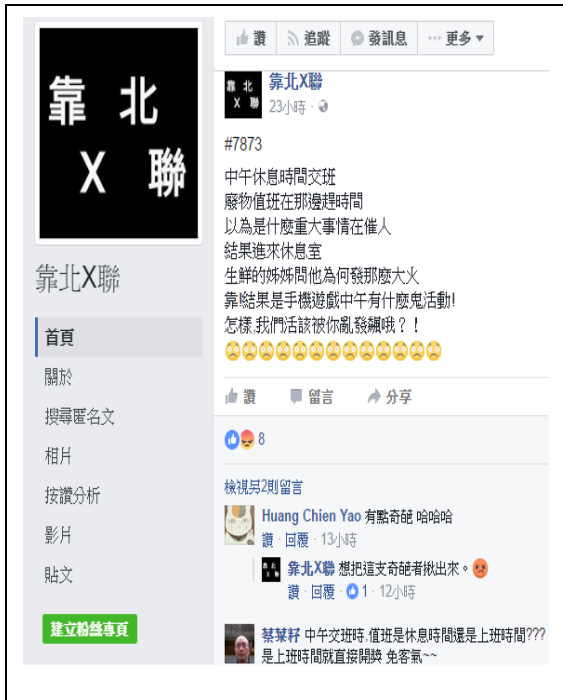 靠 北
X 聯
靠北X聯
首頁
關於
搜尋匿名文
相片
按讚分析
影片
貼文
建立粉絲專頁
讚 追蹤 發訊息 ··· 更多
靠 北
X 聯
靠北X聯
23小時 ·
#7873
中午休息時間交班
廢物值班在那邊趕時間
以為是什麼重大事情在催人
結果進來休息室
生鮮的姊姊問他為何發那麼大火
靠!結果是手機遊戲中午有什麼鬼活動!
怎樣,我們活該被你亂發飆哦？！
讚 留言 分享
8
檢視另2則留言
Huang Chien Yao 有點奇葩 哈哈哈
讚 · 回覆 · 13小時
靠 北
X 聯
靠北X聯 想把這支奇葩者揪出來。
讚 · 回覆 · 1 · 12小時
蔡某籽 中午交班時,值班是休息時間還是上班時間???
是上班時間就直接開獎 免客氣~~